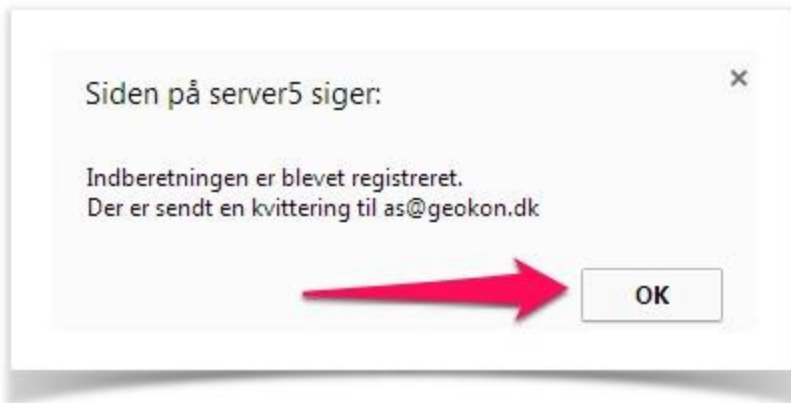 Siden på server5 siger:
Indberetningen er blevet registreret.
Der er sendt en kvittering til as@geokon.dk
OK